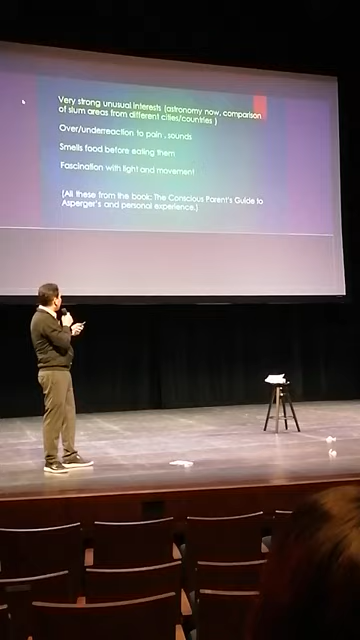 Very strong unusual interests (astronomy now, comparison
of slum areas from different cities/countries )
Over/underreaction to pain , sounds
Smells food before eating them
Fascination with light and movement
(All these from the book: The Conscious Parent's Guide to
Asperger's and personal experience.)